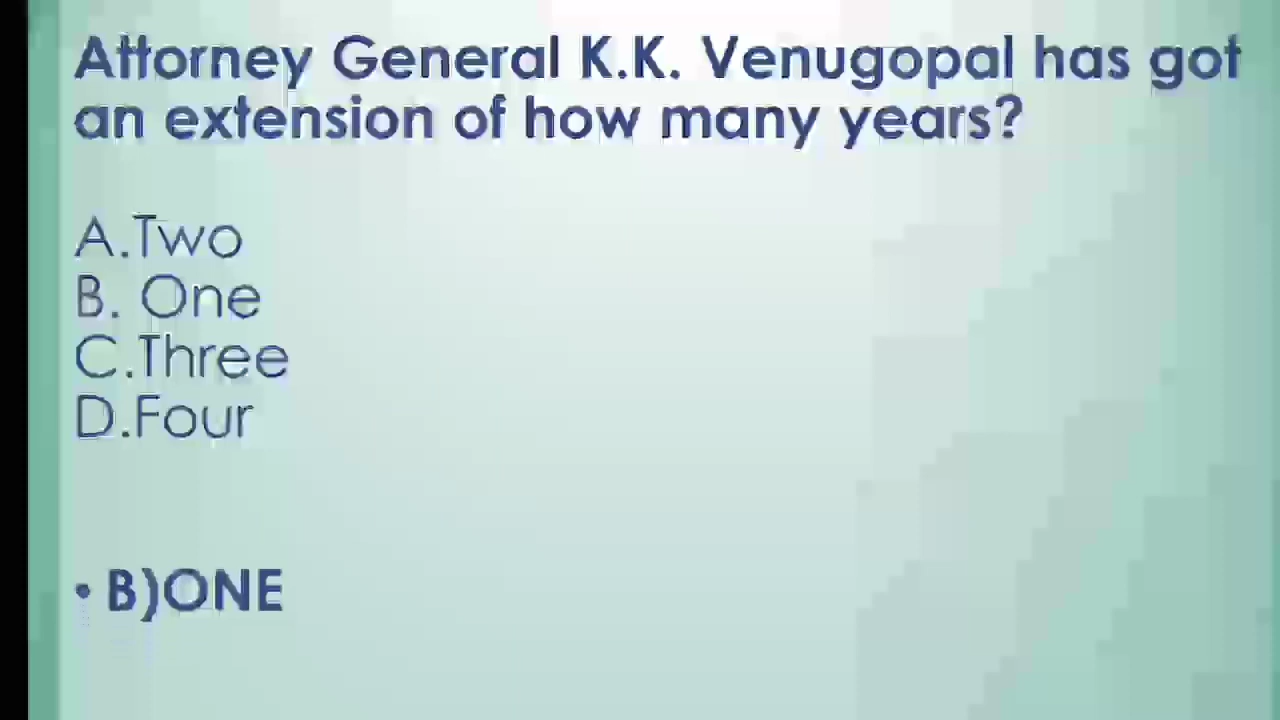 Attorney General K.K. Venugopal has got
an extension of how many years?
A.Two
B. One
C.Three
D.Four
• B)ONE